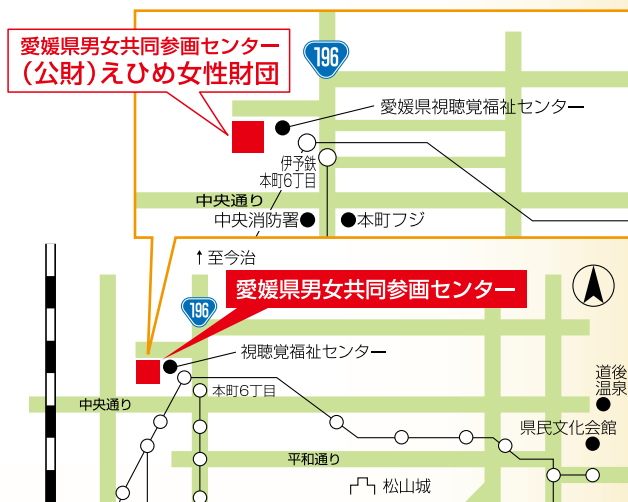 愛媛県男女共同参画センター
(公財)えひめ女性財団
196
愛媛県視聴覚福祉センター
伊予鉄
本町6丁目
中央通り
中央消防署
本町フジ
↑至今治
196
愛媛県男女共同参画センター
視聴覚福祉センター
本町6丁目
中央通り
道後
温泉
県民文化会館
平和通り
松山城